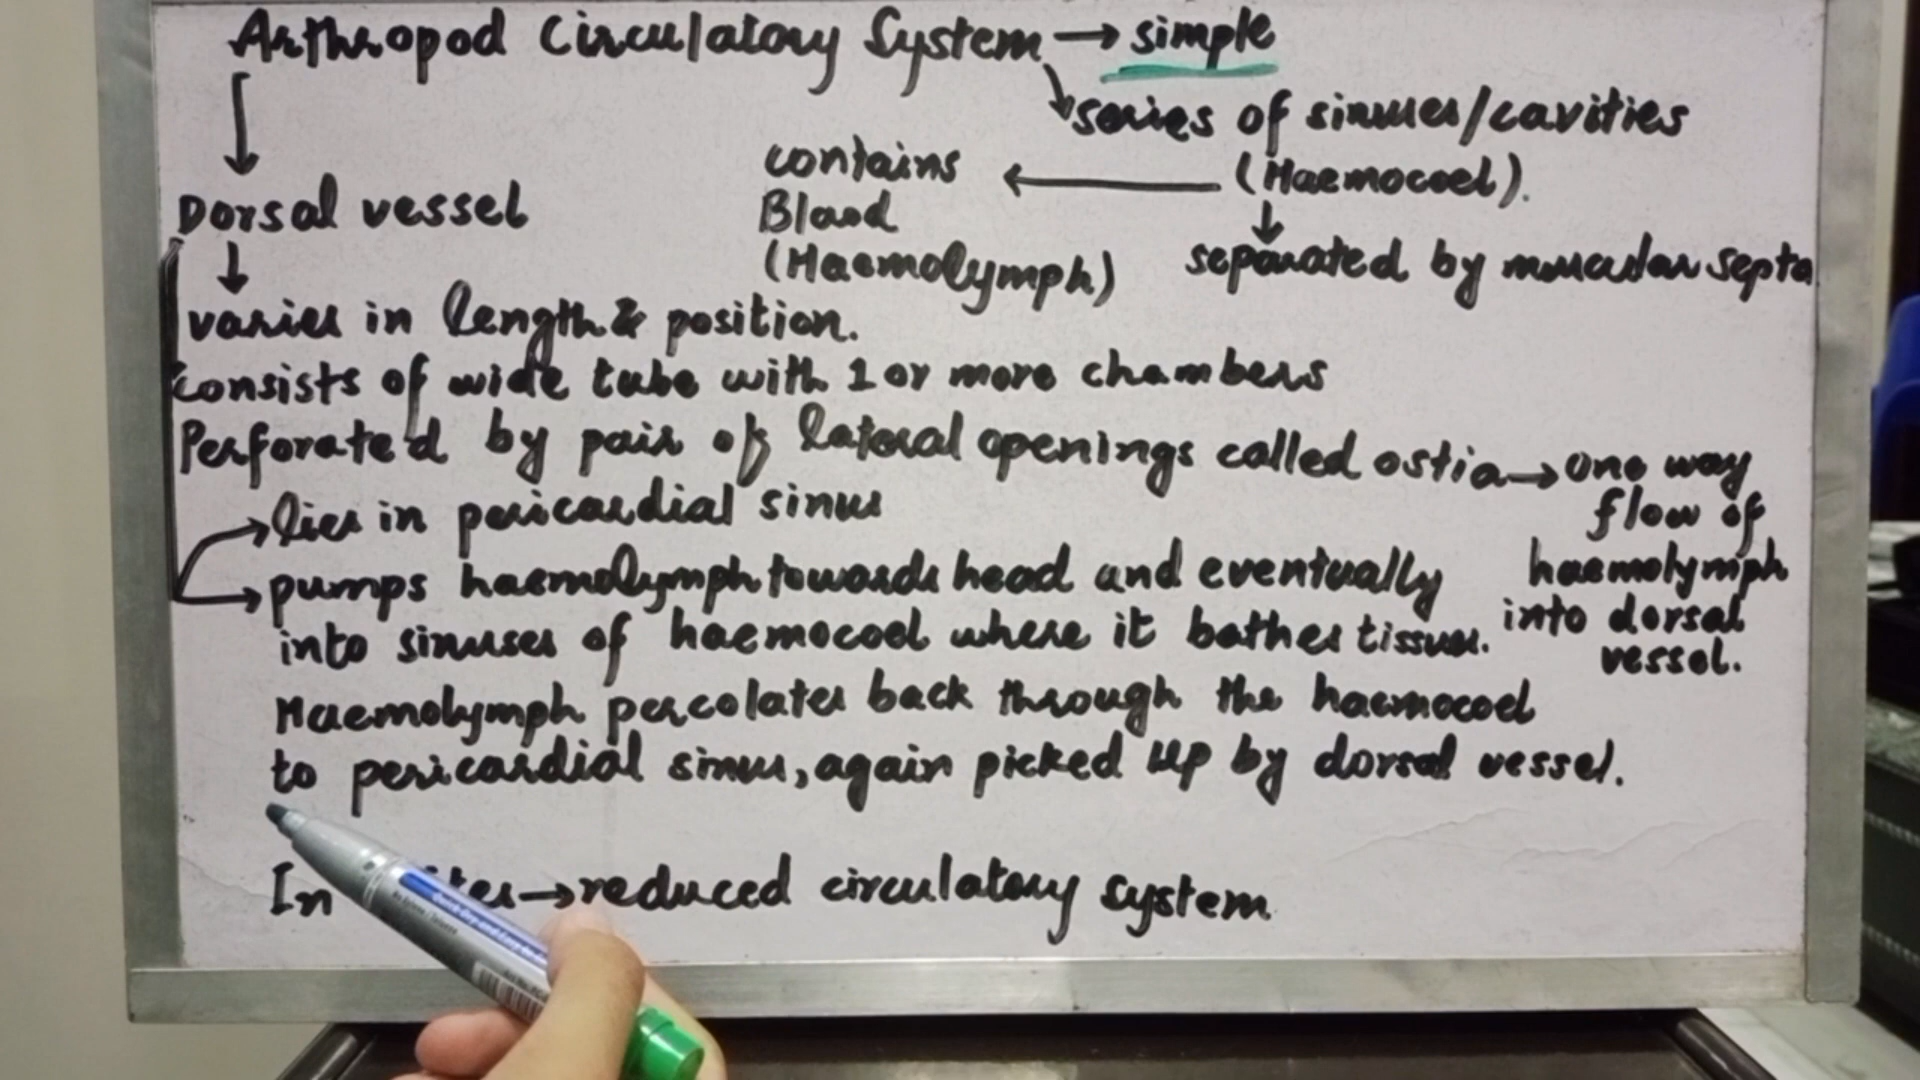 Arthropod Circulatory System → simple
series of sinuses/cavities
(Haemocoel).
contains
Blood
(Haemolymph)
separated by muscular septa
Dorsal vessel
varies in length & position.
consists of wide tube with 1 or more chambers
Perforated by pair of lateral openings called ostia → one way
flow of
haemolymph
into dorsal
vessel.
lies in pericardial sinus
pumps haemolymph towards head and eventually
into sinuses of haemocoel where it bathes tissues.
Haemolymph percolates back through the haemocoel
to pericardial sinus, again picked up by dorsal vessel.
In → reduced circulatory system